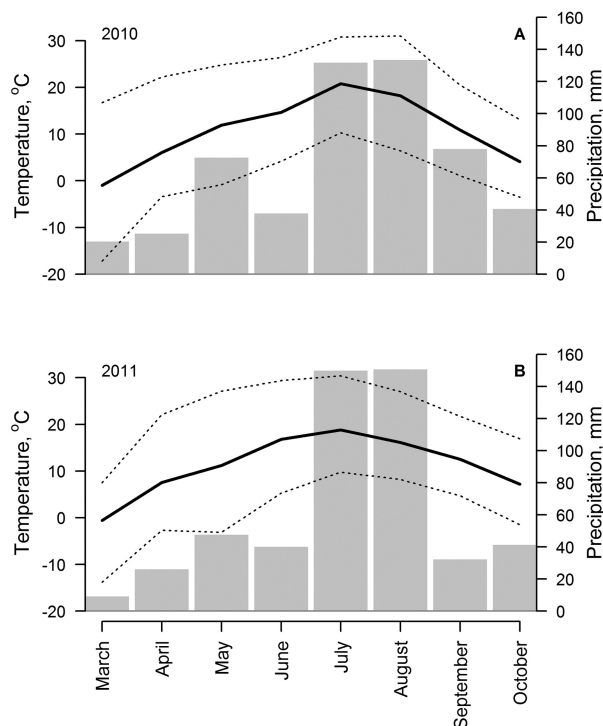 2010
A
Temperature, °C
30
20
10
0
-10
-20
160
140
120
100
80
60
40
20
0
Precipitation, mm
2011
B
Temperature, °C
30
20
10
0
-10
-20
160
140
120
100
80
60
40
20
0
Precipitation, mm
March
April
May
June
July
August
September
October